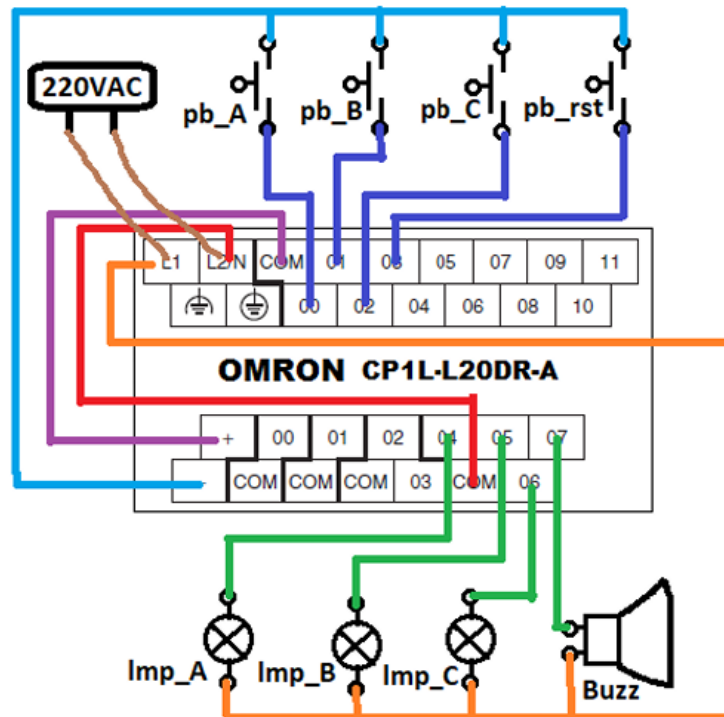 220VAC
pb_A
pb_B
pb_C
pb_rst
L1 L2/N COM 01 03 05 07 09 11
00 02 04 06 08 10
OMRON CP1L-L20DR-A
+ 00 01 02 04 05 07
- COM COM COM 03 COM 06
lmp_A
lmp_B
lmp_C
Buzz